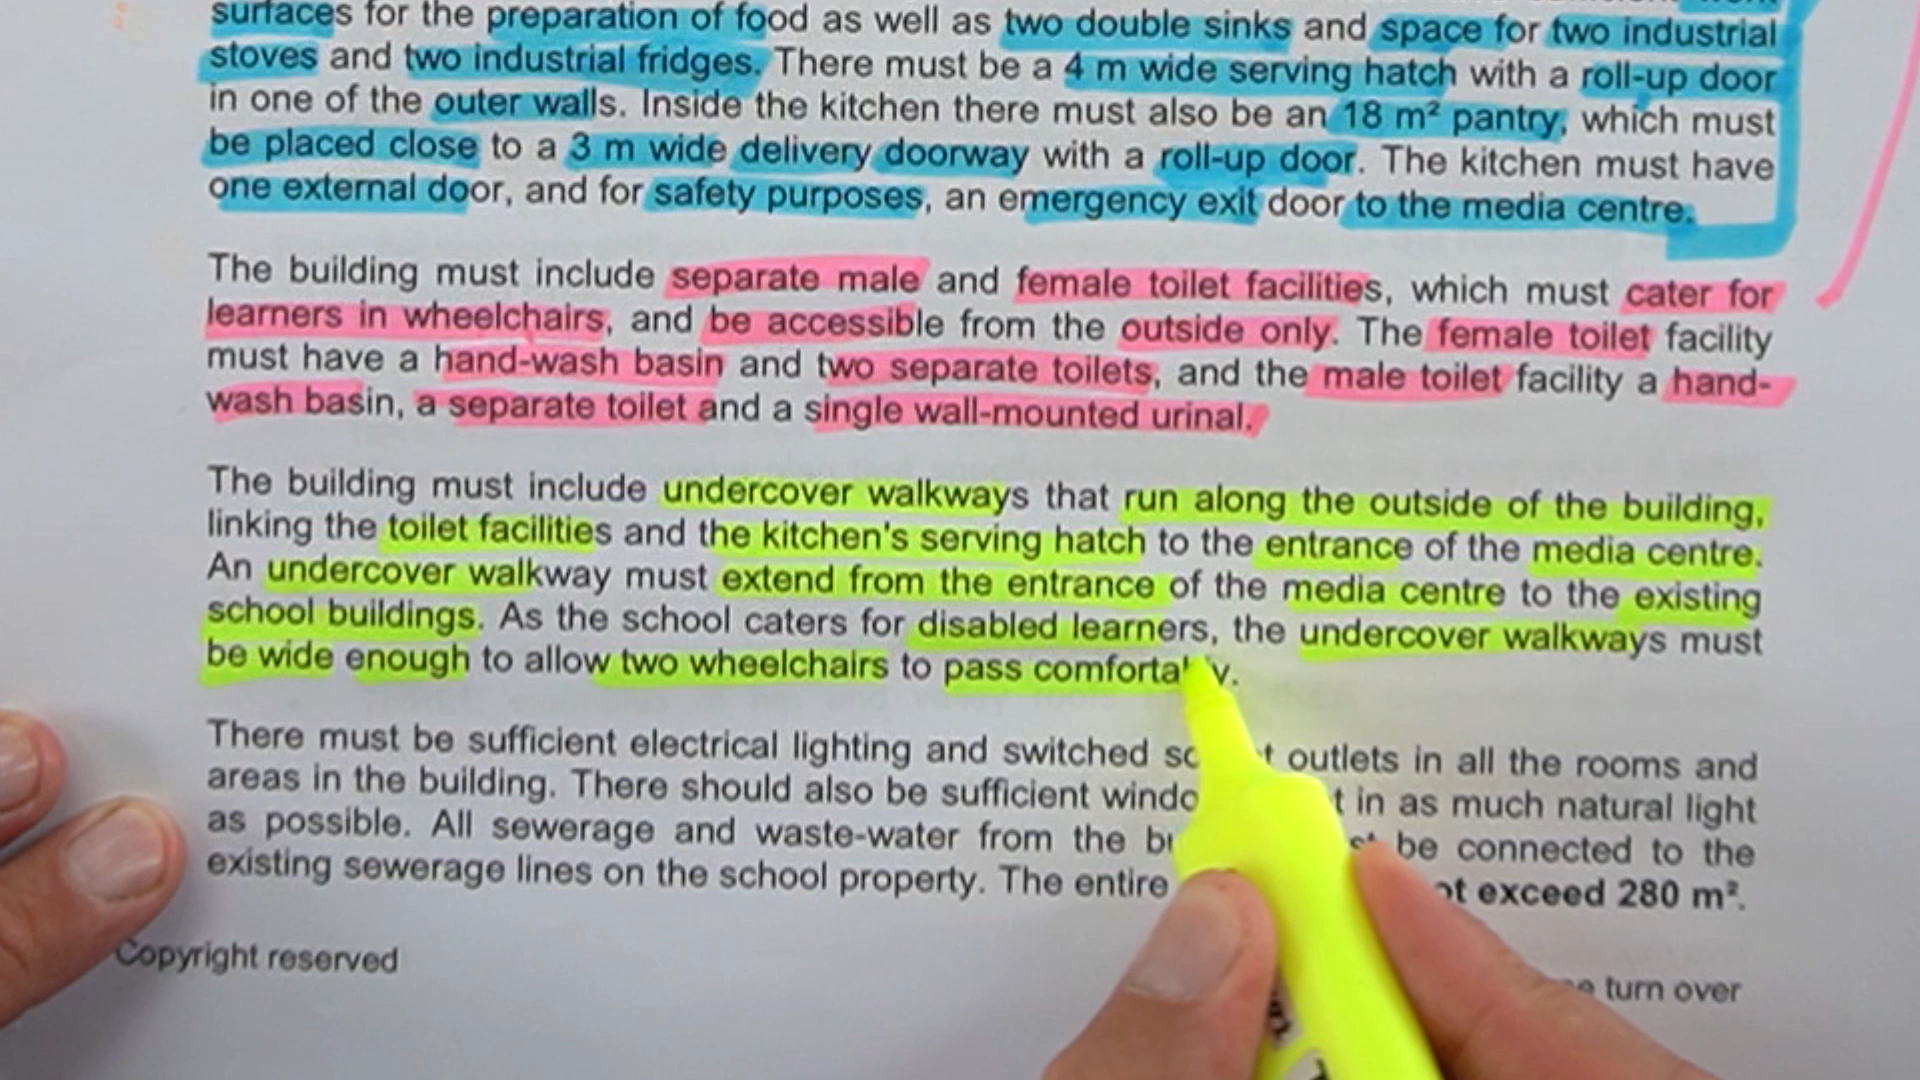 surfaces for the preparation of food as well as two double sinks and space for two industrial
stoves and two industrial fridges. There must be a 4 m wide serving hatch with a roll-up door
in one of the outer walls. Inside the kitchen there must also be an 18 m² pantry, which must
be placed close to a 3 m wide delivery doorway with a roll-up door. The kitchen must have
one external door, and for safety purposes, an emergency exit door to the media centre.
The building must include separate male and female toilet facilities, which must cater for
learners in wheelchairs, and be accessible from the outside only. The female toilet facility
must have a hand-wash basin and two separate toilets, and the male toilet facility a hand-
wash basin, a separate toilet and a single wall-mounted urinal.
The building must include undercover walkways that run along the outside of the building,
linking the toilet facilities and the kitchen's serving hatch to the entrance of the media centre.
An undercover walkway must extend from the entrance of the media centre to the existing
school buildings. As the school caters for disabled learners, the undercover walkways must
be wide enough to allow two wheelchairs to pass comfortably.
There must be sufficient electrical lighting and switched outlets in all the rooms and
areas in the building. There should also be sufficient in as much natural light
as possible. All sewerage and waste-water from the be connected to the
existing sewerage lines on the school property. The entire exceed 280 m².
Copyright reserved
turn over